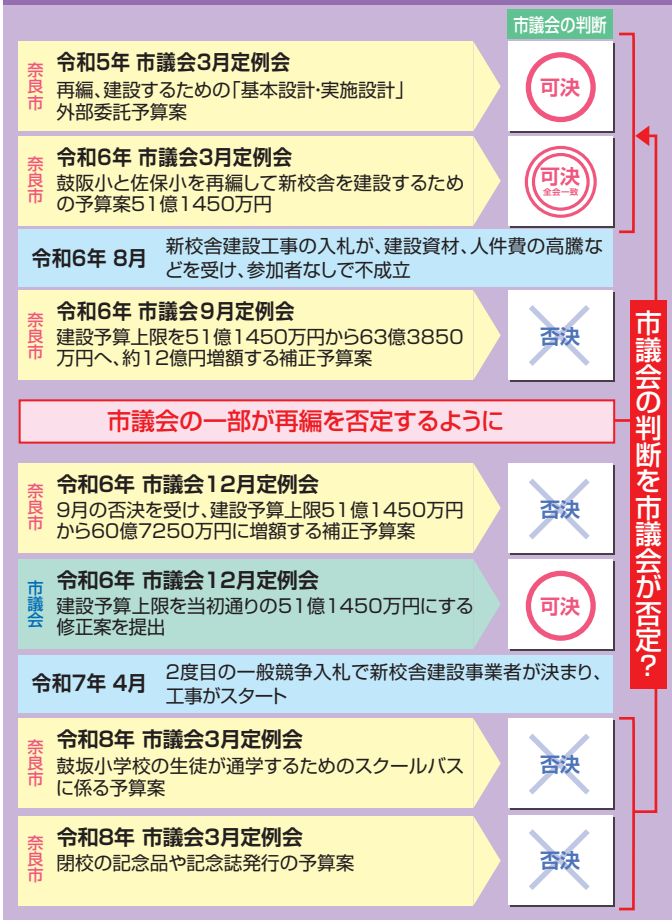 市議会の判断
奈良市
令和5年 市議会3月定例会
再編、建設するための「基本設計・実施設計」
外部委託予算案
可決
奈良市
令和6年 市議会3月定例会
鼓阪小と佐保小を再編して新校舎を建設するため
の予算案51億1450万円
可決
全会一致
令和6年 8月
新校舎建設工事の入札が、建設資材、人件費の高騰な
どを受け、参加者なしで不成立
奈良市
令和6年 市議会9月定例会
建設予算上限を51億1450万円から63億3850
万円へ、約12億円増額する補正予算案
否決
市議会の一部が再編を否定するように
奈良市
令和6年 市議会12月定例会
9月の否決を受け、建設予算上限51億1450万円
から60億7250万円に増額する補正予算案
否決
市議会
令和6年 市議会12月定例会
建設予算上限を当初通りの51億1450万円にする
修正案を提出
可決
令和7年 4月
2度目の一般競争入札で新校舎建設事業者が決まり、
工事がスタート
奈良市
令和8年 市議会3月定例会
鼓坂小学校の生徒が通学するためのスクールバス
に係る予算案
否決
奈良市
令和8年 市議会3月定例会
閉校の記念品や記念誌発行の予算案
否決
市議会の判断を市議会が否定？